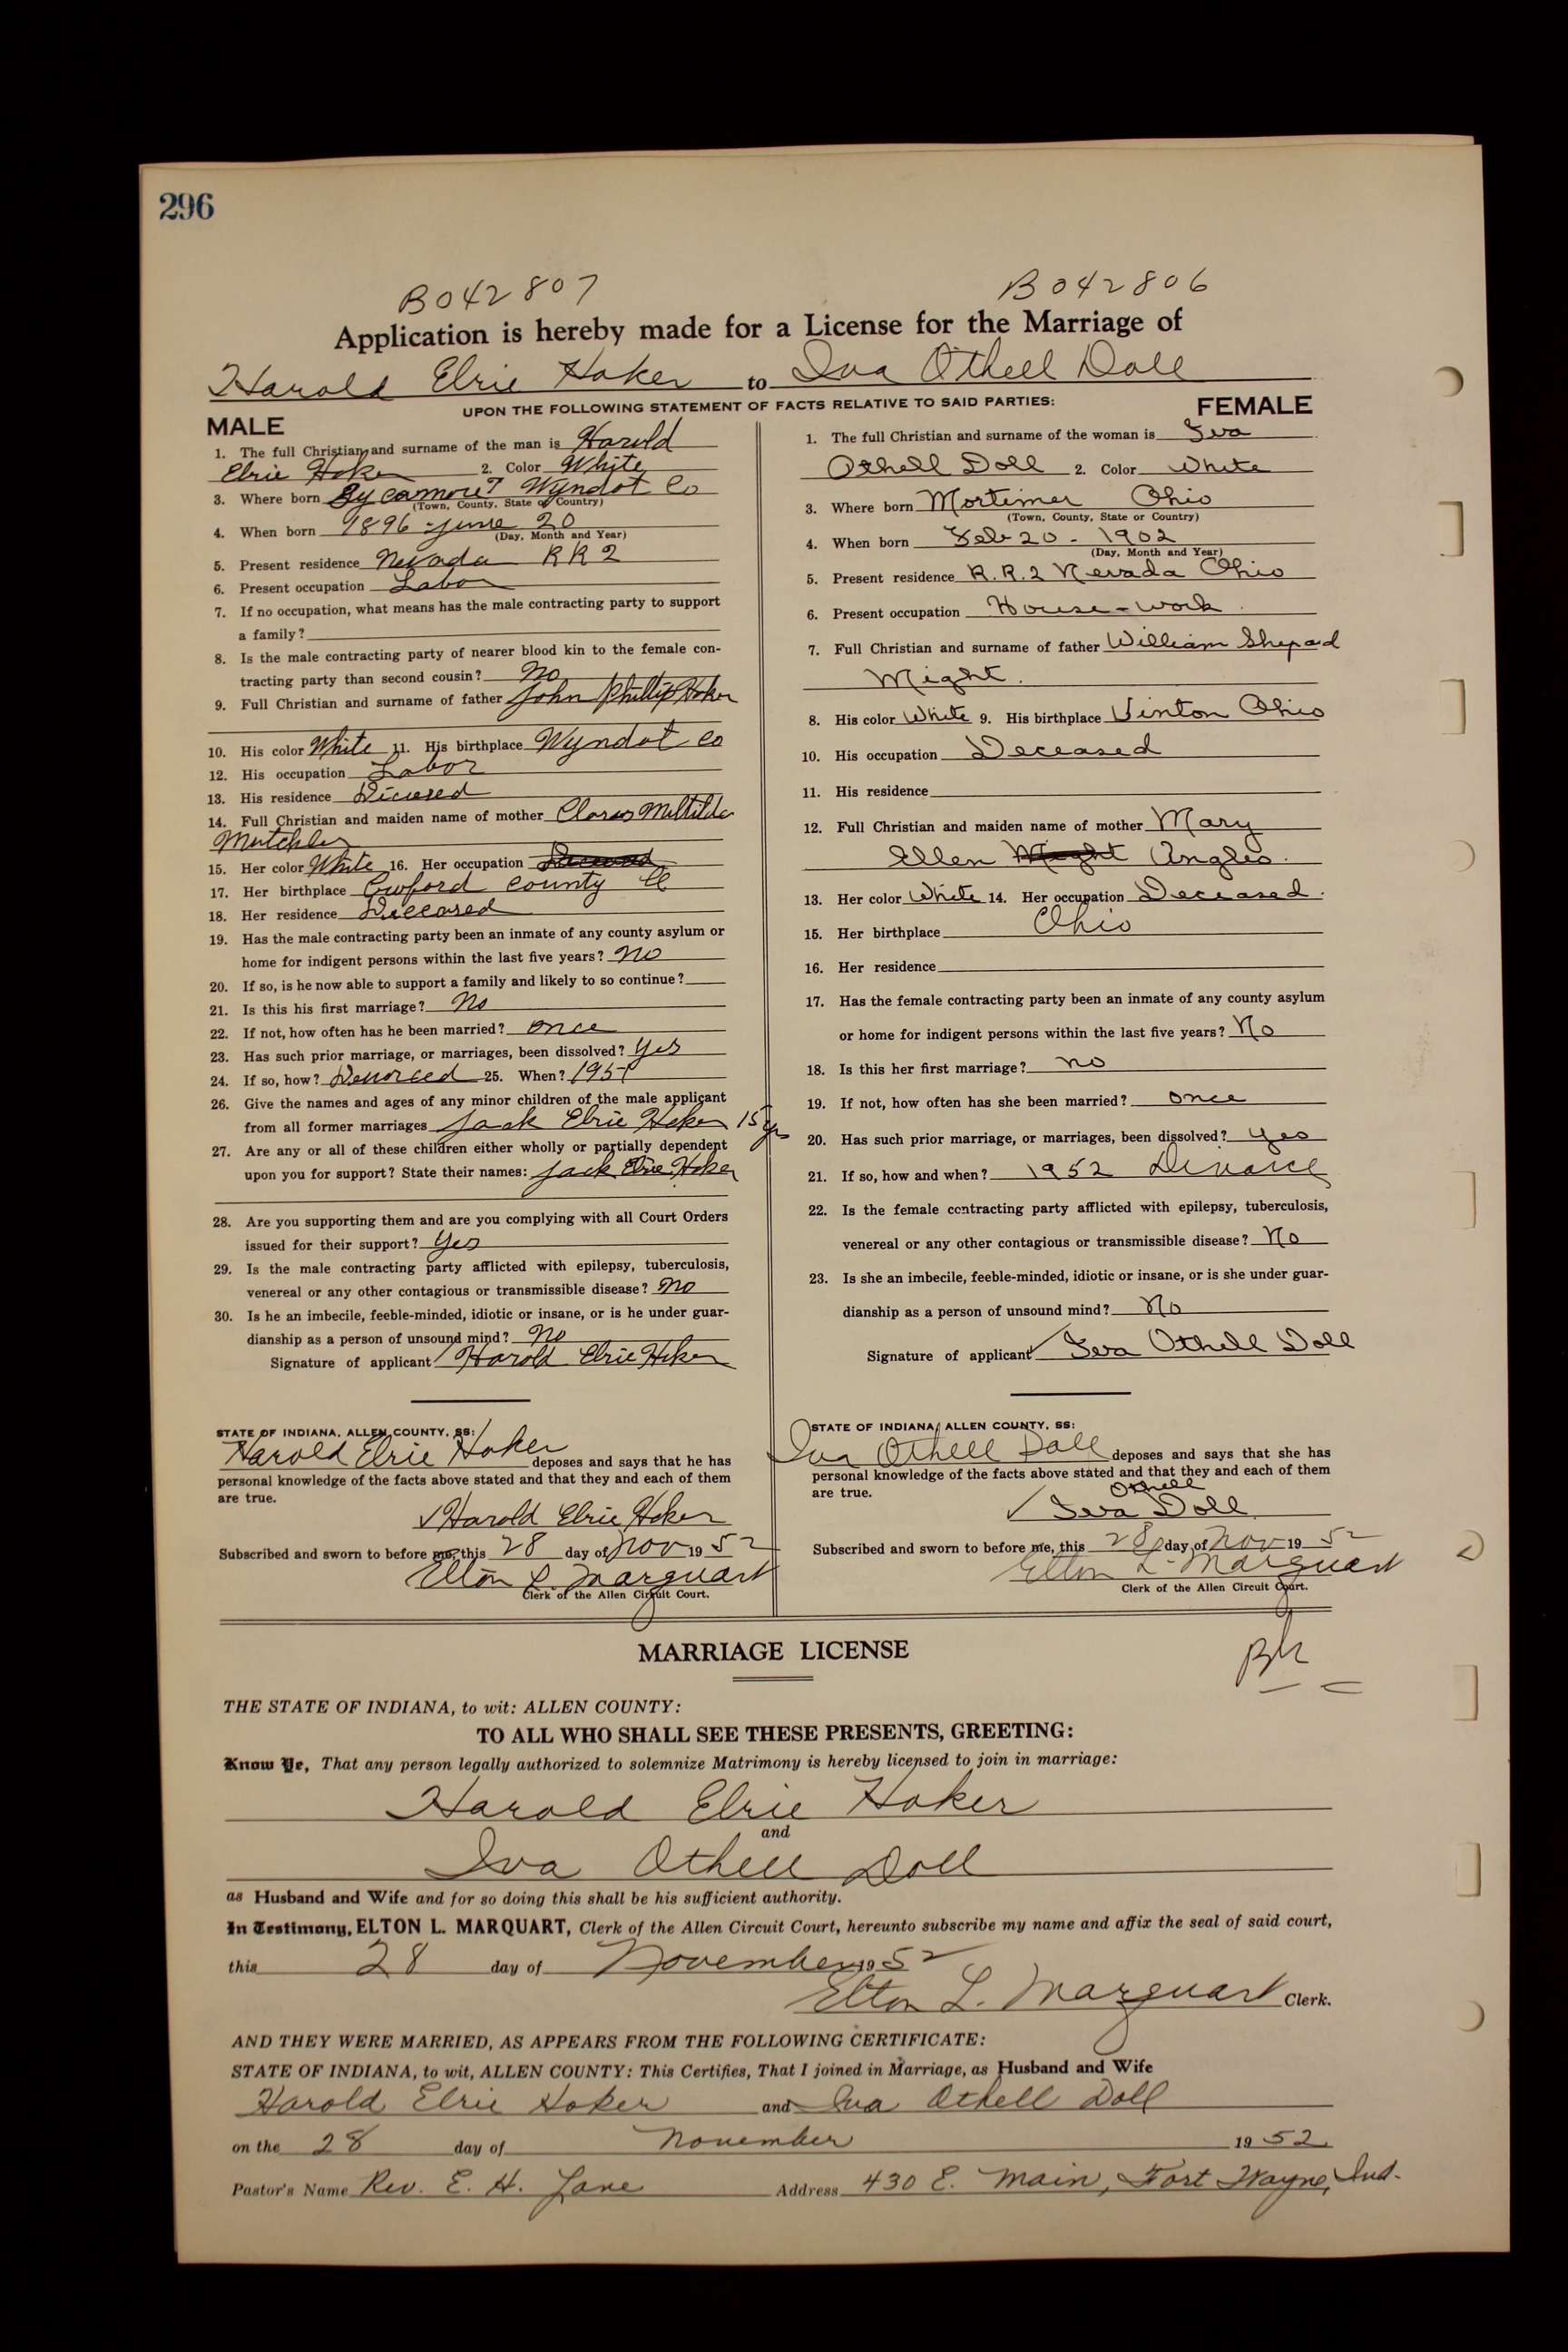 296
B042807 B042806
Application is hereby made for a License for the Marriage of
Harold Elrie Hoker to Iva Othell Doll
UPON THE FOLLOWING STATEMENT OF FACTS RELATIVE TO SAID PARTIES:
MALE
1. The full Christian and surname of the man is Harold
Elrie Hoker 2. Color White
3. Where born Sycamore Wyndot Co
(Town, County, State or Country)
4. When born 1896 - June 20
(Day, Month and Year)
5. Present residence Nevada RR2
6. Present occupation Labor
7. If no occupation, what means has the male contracting party to support
a family?
8. Is the male contracting party of nearer blood kin to the female con-
tracting party than second cousin? No
9. Full Christian and surname of father John Phillip Hoker
10. His color White 11. His birthplace Wyndot Co
12. His occupation Labor
13. His residence Dicused
14. Full Christian and maiden name of mother Clara Miltilda
Mutchler
15. Her color White 16. Her occupation
17. Her birthplace Cwford County
18. Her residence Diceased
19. Has the male contracting party been an inmate of any county asylum or
home for indigent persons within the last five years? No
20. If so, is he now able to support a family and likely to so continue?
21. Is this his first marriage? No
22. If not, how often has he been married? once
23. Has such prior marriage, or marriages, been dissolved? yes
24. If so, how? Devorced 25. When? 1951
26. Give the names and ages of any minor children of the male applicant
from all former marriages Jack Elrie Hoker 15 yrs
27. Are any or all of these children either wholly or partially dependent
upon you for support? State their names: Jack Elrie Hoker
28. Are you supporting them and are you complying with all Court Orders
issued for their support? Yes
29. Is the male contracting party afflicted with epilepsy, tuberculosis,
venereal or any other contagious or transmissible disease? No
30. Is he an imbecile, feeble-minded, idiotic or insane, or is he under guar-
dianship as a person of unsound mind? No
Signature of applicant Harold Elrie Hoker
STATE OF INDIANA, ALLEN COUNTY, SS:
Harold Elrie Hoker deposes and says that he has
personal knowledge of the facts above stated and that they and each of them
are true.
Harold Elrie Hoker
Subscribed and sworn to before me, this 28 day of Nov 1952
Elton L. Marquart
Clerk of the Allen Circuit Court.
FEMALE
1. The full Christian and surname of the woman is Iva
Othell Doll 2. Color White
3. Where born Mortimer Ohio
(Town, County, State or Country)
4. When born Feb 20 - 1902
(Day, Month and Year)
5. Present residence R.R.2 Nevada Ohio
6. Present occupation House-work
7. Full Christian and surname of father William Shepard
Might.
8. His color White 9. His birthplace Vinton Ohio
10. His occupation Deceased
11. His residence
12. Full Christian and maiden name of mother Mary
Ellen Might Angles.
13. Her color White 14. Her occupation Deceased.
15. Her birthplace Ohio
16. Her residence
17. Has the female contracting party been an inmate of any county asylum
or home for indigent persons within the last five years? No
18. Is this her first marriage? no
19. If not, how often has she been married? once
20. Has such prior marriage, or marriages, been dissolved? yes
21. If so, how and when? 1952 Divorce
22. Is the female contracting party afflicted with epilepsy, tuberculosis,
venereal or any other contagious or transmissible disease? No
23. Is she an imbecile, feeble-minded, idiotic or insane, or is she under guar-
dianship as a person of unsound mind? No
Signature of applicant Iva Othell Doll
STATE OF INDIANA, ALLEN COUNTY, SS:
Iva Othell Doll deposes and says that she has
personal knowledge of the facts above stated and that they and each of them
are true.
Othell
Iva Doll
Subscribed and sworn to before me, this 28 day of Nov 1952
Elton L. Marquart
Clerk of the Allen Circuit Court.
MARRIAGE LICENSE
THE STATE OF INDIANA, to wit: ALLEN COUNTY:
TO ALL WHO SHALL SEE THESE PRESENTS, GREETING:
Know Ye, That any person legally authorized to solemnize Matrimony is hereby licensed to join in marriage:
Harold Elrie Hoker
and
Iva Othell Doll
as Husband and Wife and for so doing this shall be his sufficient authority.
In Testimony, ELTON L. MARQUART, Clerk of the Allen Circuit Court, hereunto subscribe my name and affix the seal of said court,
this 28 day of November 1952
Elton L. Marquart Clerk.
AND THEY WERE MARRIED, AS APPEARS FROM THE FOLLOWING CERTIFICATE:
STATE OF INDIANA, to wit, ALLEN COUNTY: This Certifies, That I joined in Marriage, as Husband and Wife
Harold Elrie Hoker and Iva Othell Doll
on the 28 day of November 1952.
Pastor's Name Rev. E. H. Lane Address 430 E. Main, Fort Wayne, Ind.